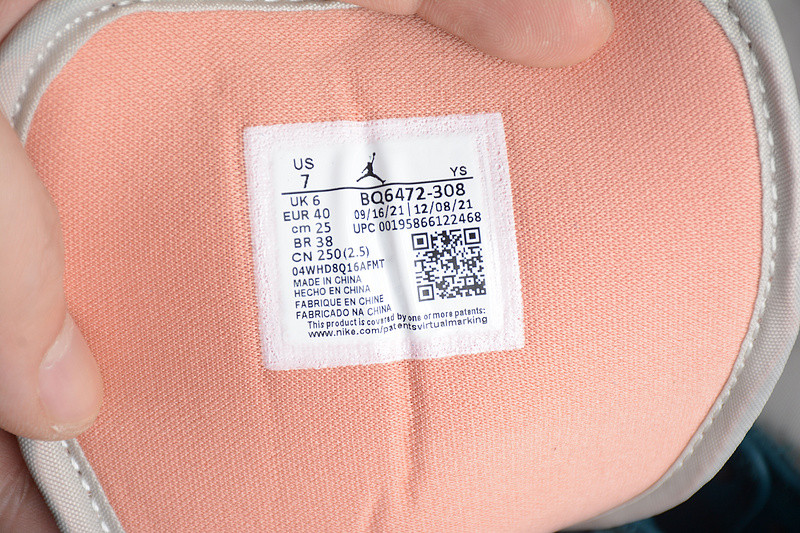 US
7
YS
UK 6
EUR 40
cm 25
BR 38
CN 250(2.5)
BQ6472-308
09/16/21 | 12/08/21
UPC 00195866122468
04WHD8Q16AFMT
MADE IN CHINA
HECHO EN CHINA
FABRIQUE EN CHINE
FABRICADO NA CHINA
This product is covered by one or more patents:
www.nike.com/patentsvirtualmarking